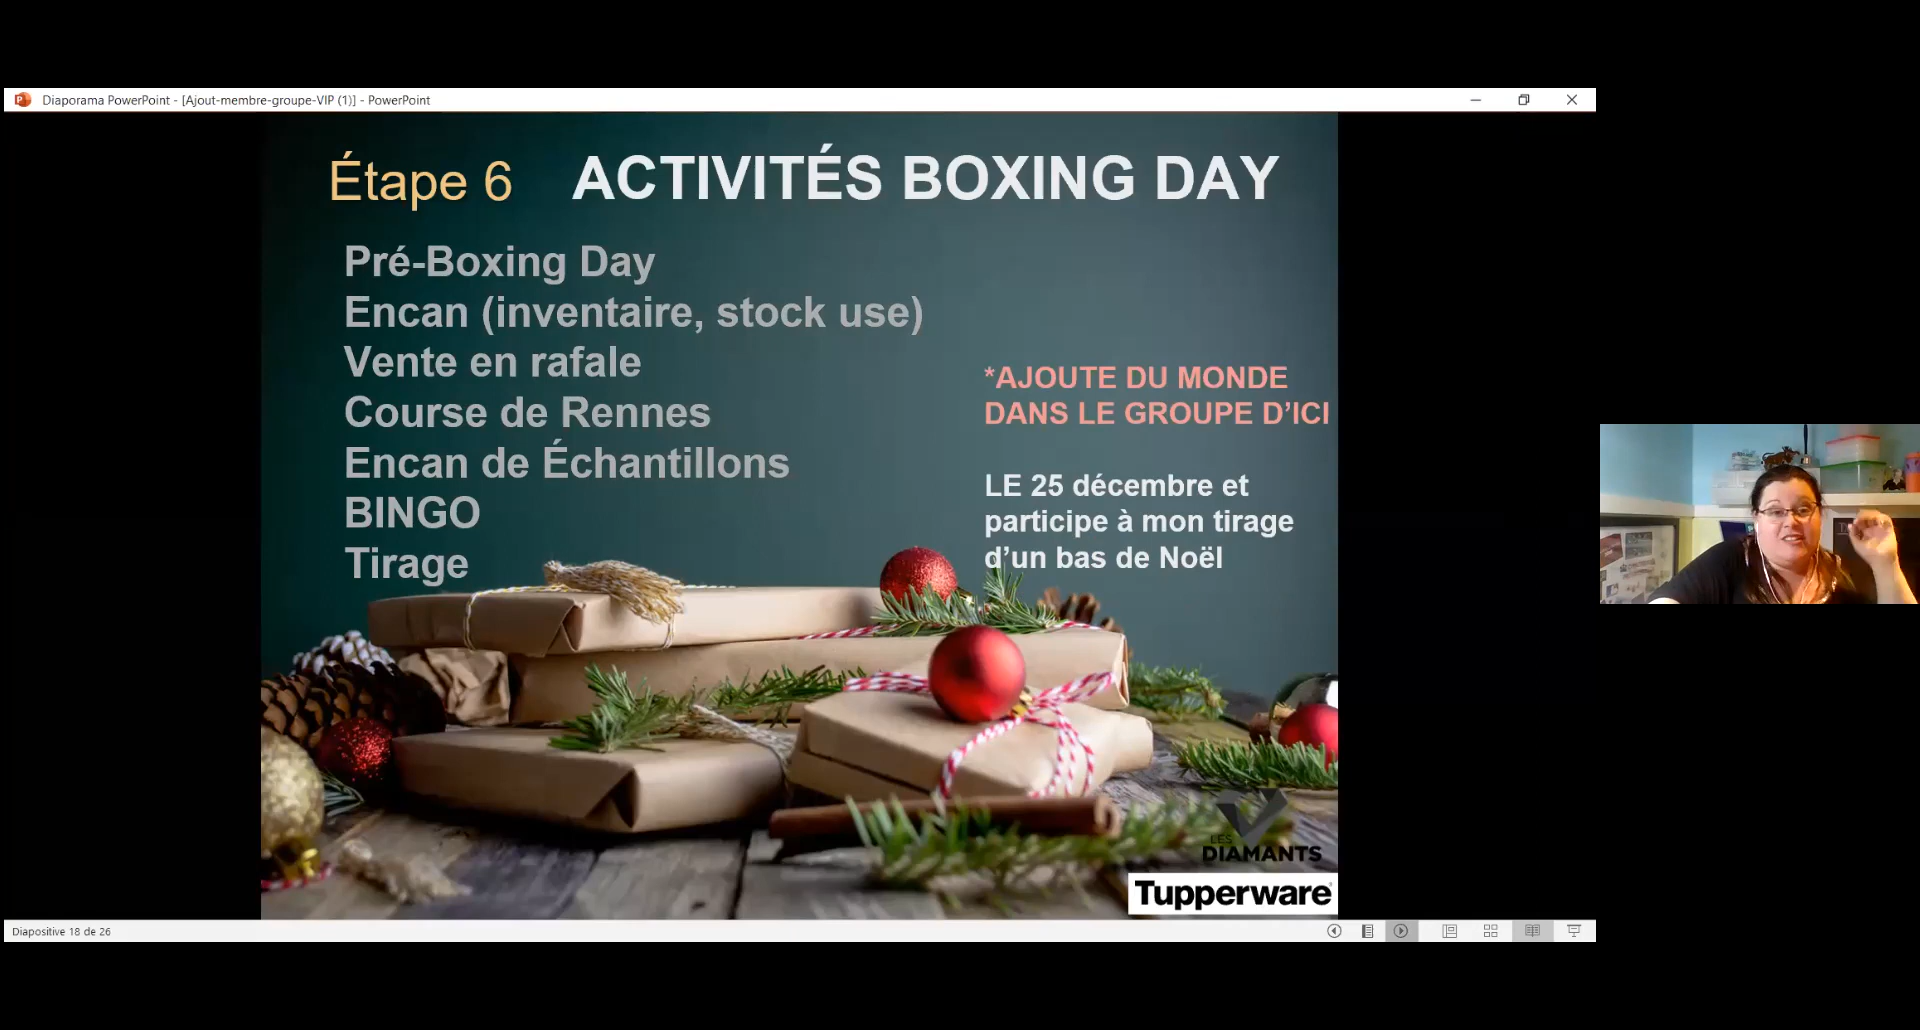 Diaporama PowerPoint - [Ajout-membre-groupe-VIP (1)] - PowerPoint
Étape 6
ACTIVITÉS BOXING DAY
Pré-Boxing Day
Encan (inventaire, stock use)
Vente en rafale
Course de Rennes
Encan de Échantillons
BINGO
Tirage
*AJOUTE DU MONDE
DANS LE GROUPE D’ICI
LE 25 décembre et
participe à mon tirage
d’un bas de Noël
LES
DIAMANTS
Tupperware
Diapositive 18 de 26